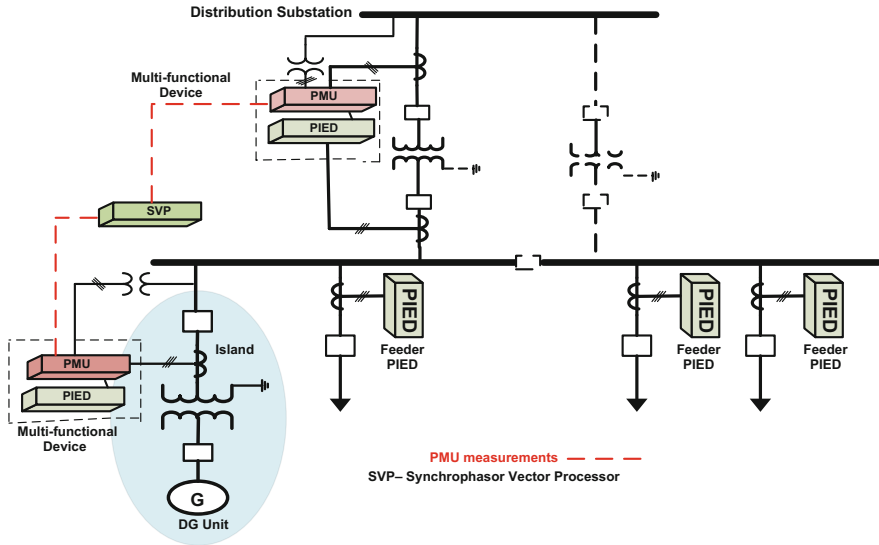 Distribution Substation
Multi-functional
Device
PMU
PIED
SVP
PIED
PIED
PIED
Island
Feeder
PIED
Feeder
PIED
Feeder
PIED
PMU
PIED
Multi-functional
Device
G
DG Unit
PMU measurements
SVP– Synchrophasor Vector Processor